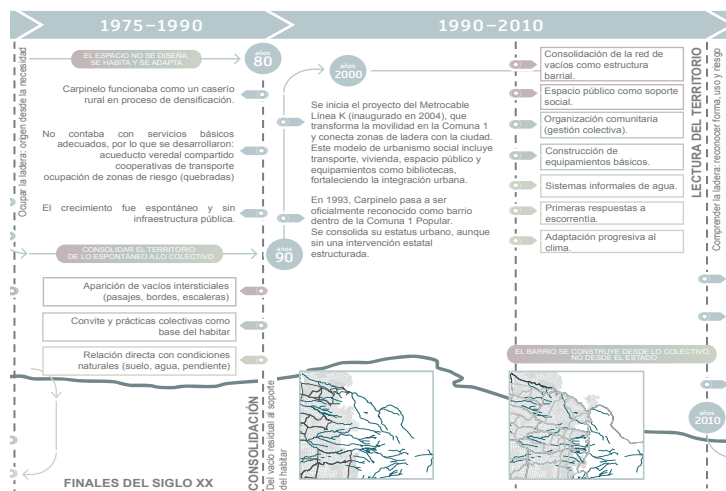 1975–1990
1990–2010
Ocupar la ladera: origen desde la necesidad
EL ESPACIO NO SE DISEÑA,
SE HABITA Y SE ADAPTA
años
80
Carpinelo funcionaba como un caserío
rural en proceso de densificación.
No contaba con servicios básicos
adecuados, por lo que se desarrollaron:
acueducto veredal compartido
cooperativas de transporte
ocupación de zonas de riesgo (quebradas)
El crecimiento fue espontáneo y sin
infraestructura pública.
CONSOLIDAR EL TERRITORIO:
DE LO ESPONTÁNEO A LO COLECTIVO
años
90
Aparición de vacíos intersticiales
(pasajes, bordes, escaleras)
Convite y prácticas colectivas como
base del habitar
Relación directa con condiciones
naturales (suelo, agua, pendiente)
FINALES DEL SIGLO XX
CONSOLIDACIÓN
Del vacío residual al soporte
del habitar
años
2000
Se inicia el proyecto del Metrocable
Línea K (inaugurado en 2004), que
transforma la movilidad en la Comuna 1
y conecta zonas de ladera con la ciudad.
Este modelo de urbanismo social incluye
transporte, vivienda, espacio público y
equipamientos como bibliotecas,
fortaleciendo la integración urbana.
En 1993, Carpinelo pasa a ser
oficialmente reconocido como barrio
dentro de la Comuna 1 Popular.
Se consolida su estatus urbano, aunque
sin una intervención estatal
estructurada.
Consolidación de la red de
vacíos como estructura
barrial.
Espacio público como soporte
social.
Organización comunitaria
(gestión colectiva).
Construcción de
equipamientos básicos.
Sistemas informales de agua.
Primeras respuestas a
escorrentía.
Adaptación progresiva al
clima.
EL BARRIO SE CONSTRUYE DESDE LO COLECTIVO,
NO DESDE EL ESTADO
LECTURA DEL TERRITORIO
Comprender la ladera: reconocer forma, uso y riesgo
años
2010